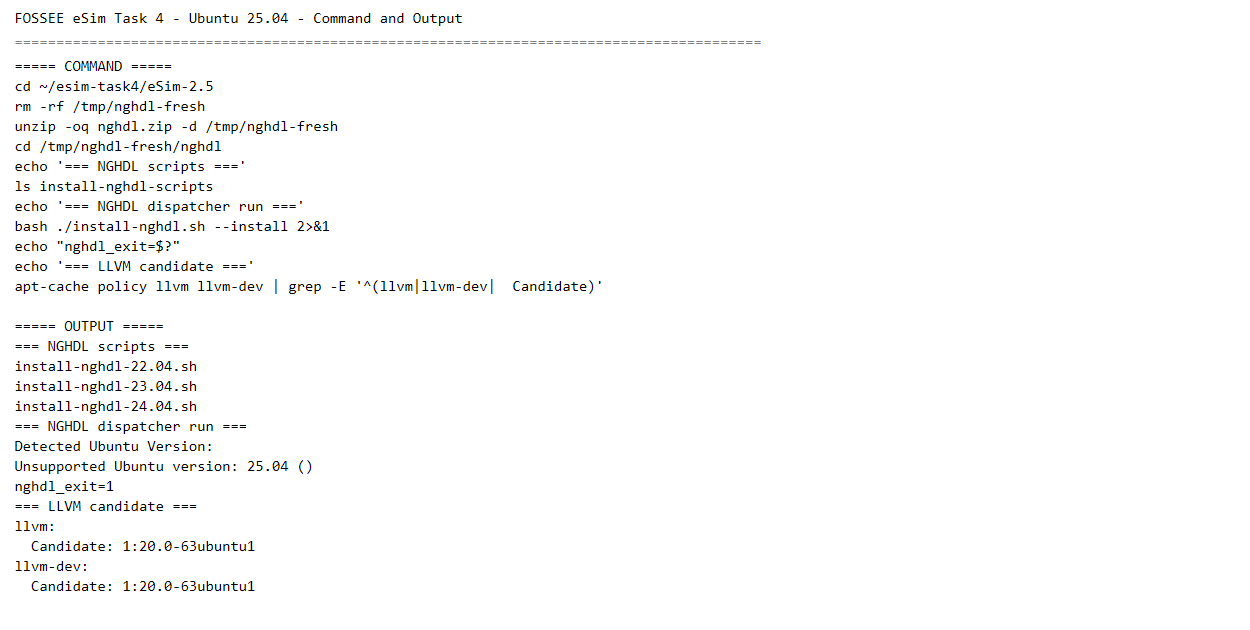 FOSSEE eSim Task 4 - Ubuntu 25.04 - Command and Output
==========================================================================================
===== COMMAND =====
cd ~/esim-task4/eSim-2.5
rm -rf /tmp/nghdl-fresh
unzip -oq nghdl.zip -d /tmp/nghdl-fresh
cd /tmp/nghdl-fresh/nghdl
echo '=== NGHDL scripts ==='
ls install-nghdl-scripts
echo '=== NGHDL dispatcher run ==='
bash ./install-nghdl.sh --install 2>&1
echo "nghdl_exit=$?"
echo '=== LLVM candidate ==='
apt-cache policy llvm llvm-dev | grep -E '^(llvm|llvm-dev|  Candidate)'

===== OUTPUT =====
=== NGHDL scripts ===
install-nghdl-22.04.sh
install-nghdl-23.04.sh
install-nghdl-24.04.sh
=== NGHDL dispatcher run ===
Detected Ubuntu Version:
Unsupported Ubuntu version: 25.04 ()
nghdl_exit=1
=== LLVM candidate ===
llvm:
  Candidate: 1:20.0-63ubuntu1
llvm-dev:
  Candidate: 1:20.0-63ubuntu1